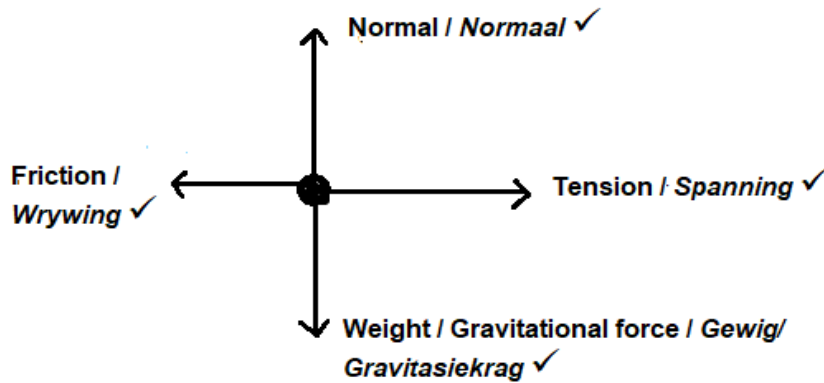 Normal / Normaal ✓
Friction /
Wrywing ✓
Tension / Spanning ✓
Weight / Gravitational force / Gewig/
Gravitasiekrag ✓